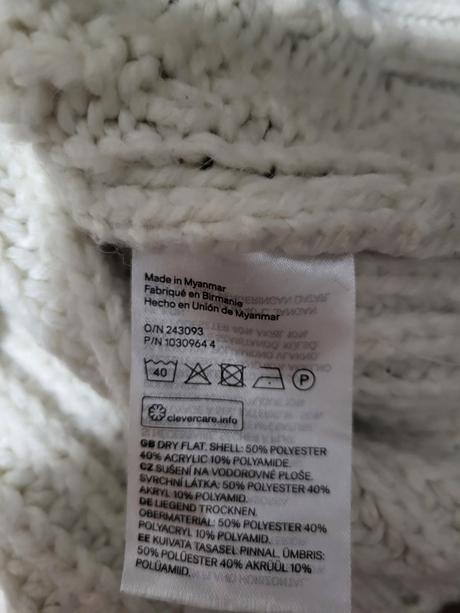 Made in Myanmar
Fabriqué en Birmanie
Hecho en Unión de Myanmar
O/N 243093
P/N 1030964 4
40
P
clevercare.info
GB DRY FLAT. SHELL: 50% POLYESTER
40% ACRYLIC 10% POLYAMIDE.
CZ SUŠENÍ NA VODOROVNÉ PLOŠE.
SVRCHNÍ LÁTKA: 50% POLYESTER 40%
AKRYL 10% POLYAMID.
DE LIEGEND TROCKNEN.
OBERMATERIAL: 50% POLYESTER 40%
POLYACRYL 10% POLYAMID.
EE KUIVATA TASASEL PINNAL. ÜMBRIS:
50% POLÜESTER 40% AKRÜÜL 10%
POLÜAMIID.